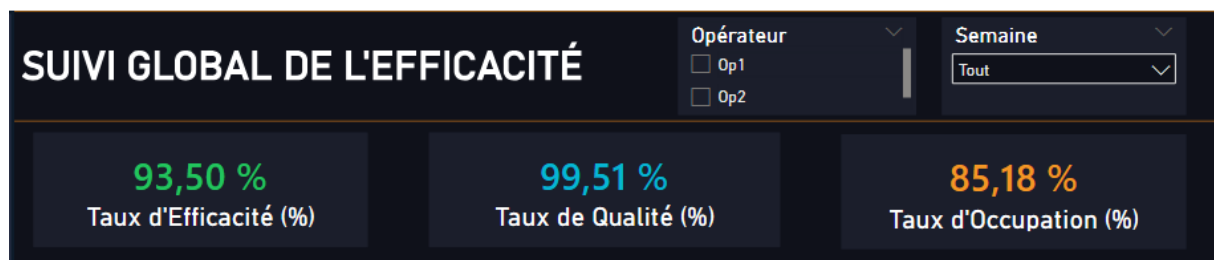 SUIVI GLOBAL DE L'EFFICACITÉ
Opérateur
Op1
Op2
Semaine
Tout
93,50 %
Taux d'Efficacité (%)
99,51 %
Taux de Qualité (%)
85,18 %
Taux d'Occupation (%)